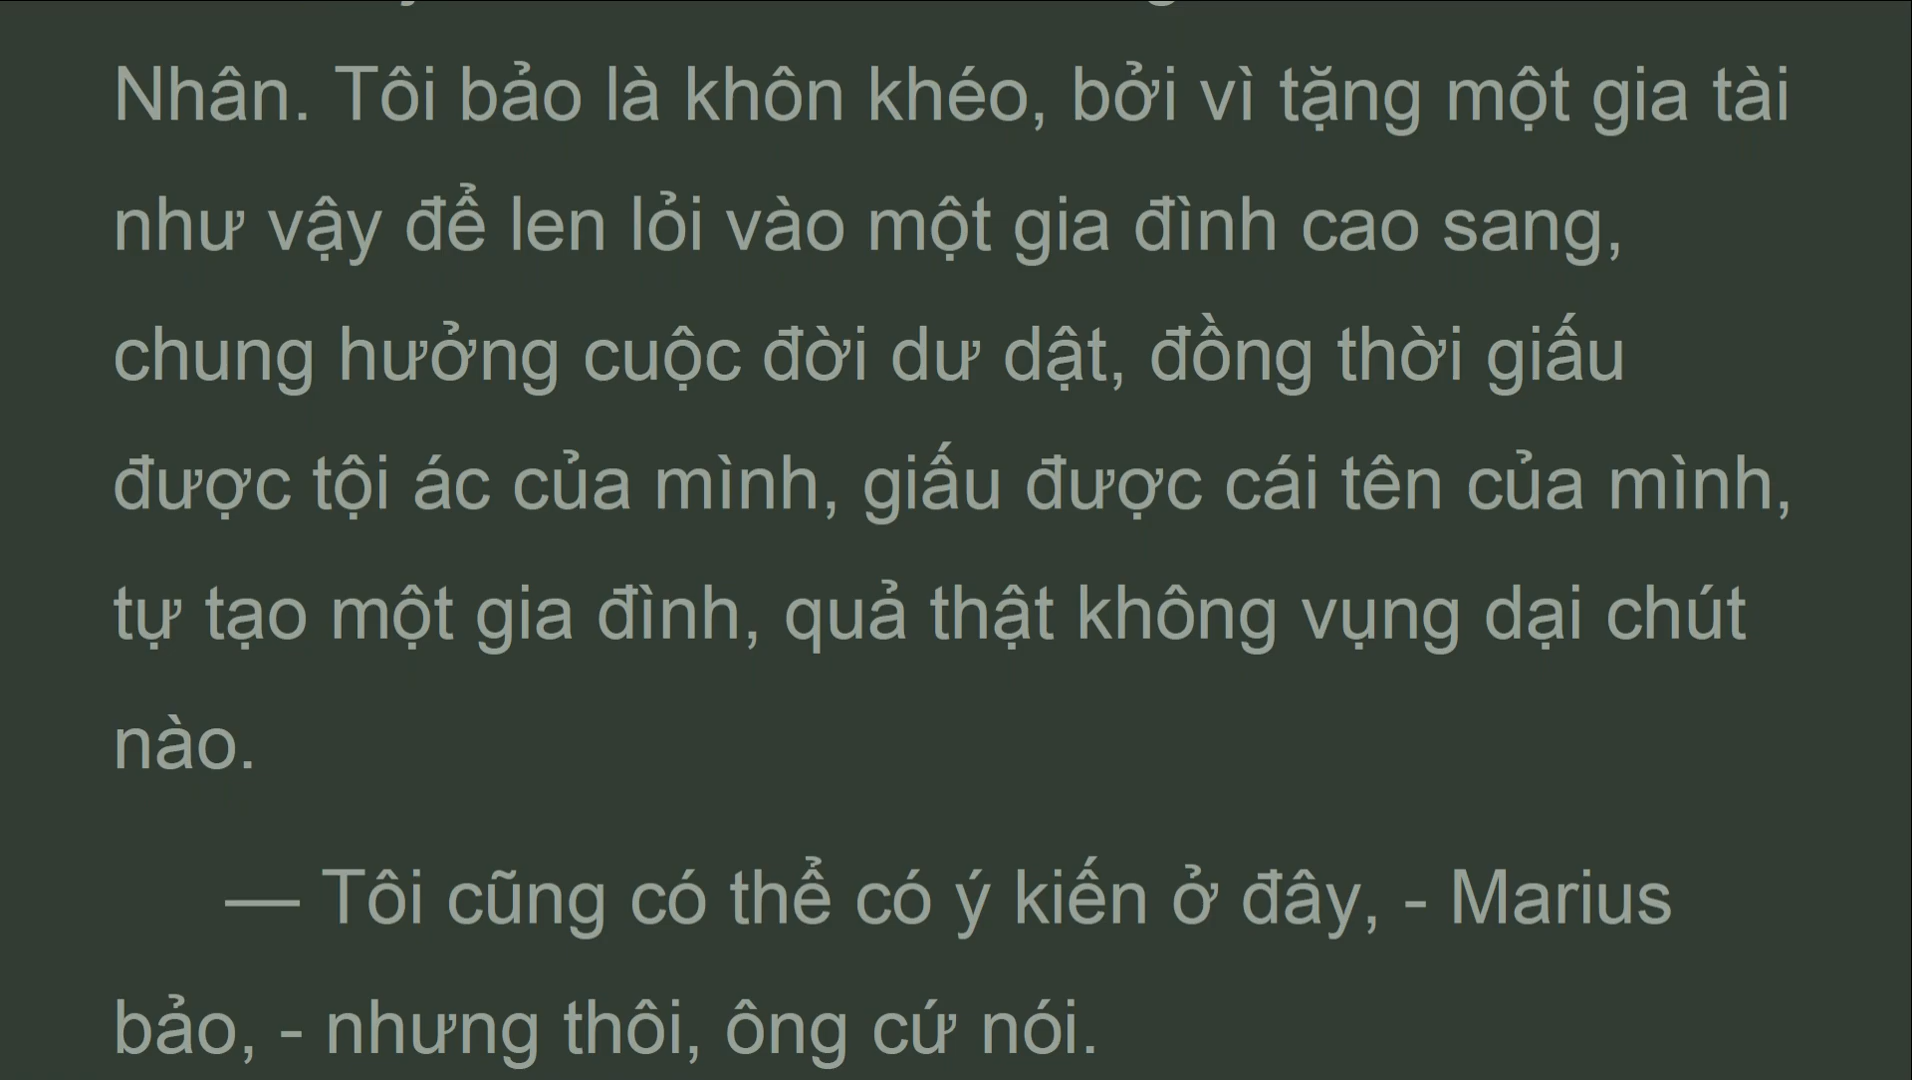 Nhân. Tôi bảo là khôn khéo, bởi vì tặng một gia tài
như vậy để len lỏi vào một gia đình cao sang,
chung hưởng cuộc đời dư dật, đồng thời giấu
được tội ác của mình, giấu được cái tên của mình,
tự tạo một gia đình, quả thật không vụng dại chút
nào.
— Tôi cũng có thể có ý kiến ở đây, - Marius
bảo, - nhưng thôi, ông cứ nói.